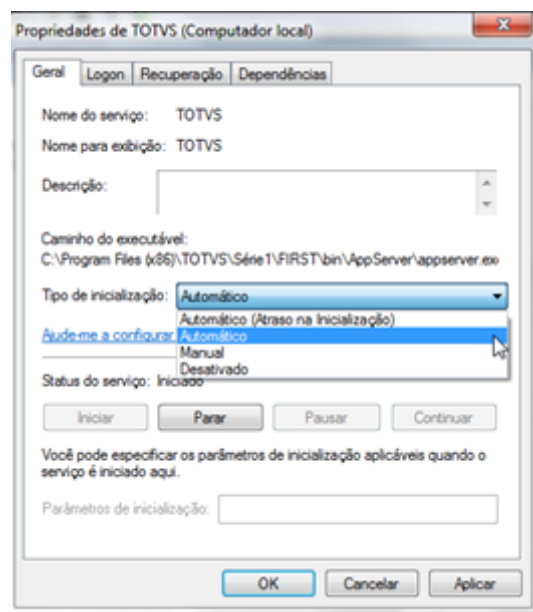 Propriedades de TOTVS (Computador local)
Geral Logon Recuperação Dependências
Nome do serviço: TOTVS
Nome para exibição: TOTVS
Descrição:
Caminho do executável:
C:\Program Files (x86)\TOTVS\Série1\FIRST\bin\AppServer\appserver.exe
Tipo de inicialização: Automático
Automático (Atraso na Inicialização)
Ajude-me a configurar Automático
Manual
Desativado
Status do serviço: Iniciado
Iniciar Parar Pausar Continuar
Você pode especificar os parâmetros de inicialização aplicáveis quando o
serviço é iniciado aqui.
Parâmetros de inicialização:
OK Cancelar Aplicar